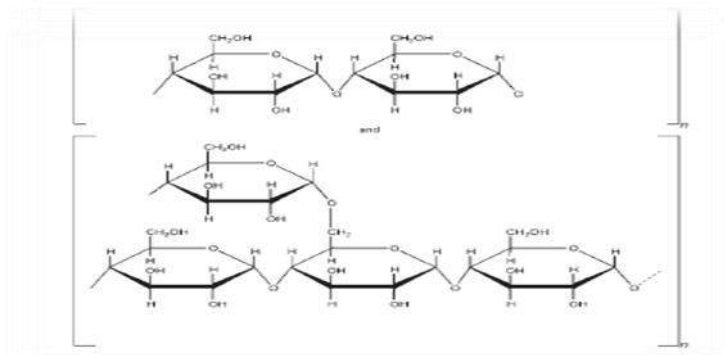 CH₂OH CH₂OH
H O H H O H
H H
OH H OH H
O O
H OH H OH
and
n
CH₂OH
H O H
H
OH H
O
H OH
CH₂OH CH₂ CH₂OH
H O H H O H H O H
H H H
OH H OH H OH H
O O O
H OH H OH H OH
n